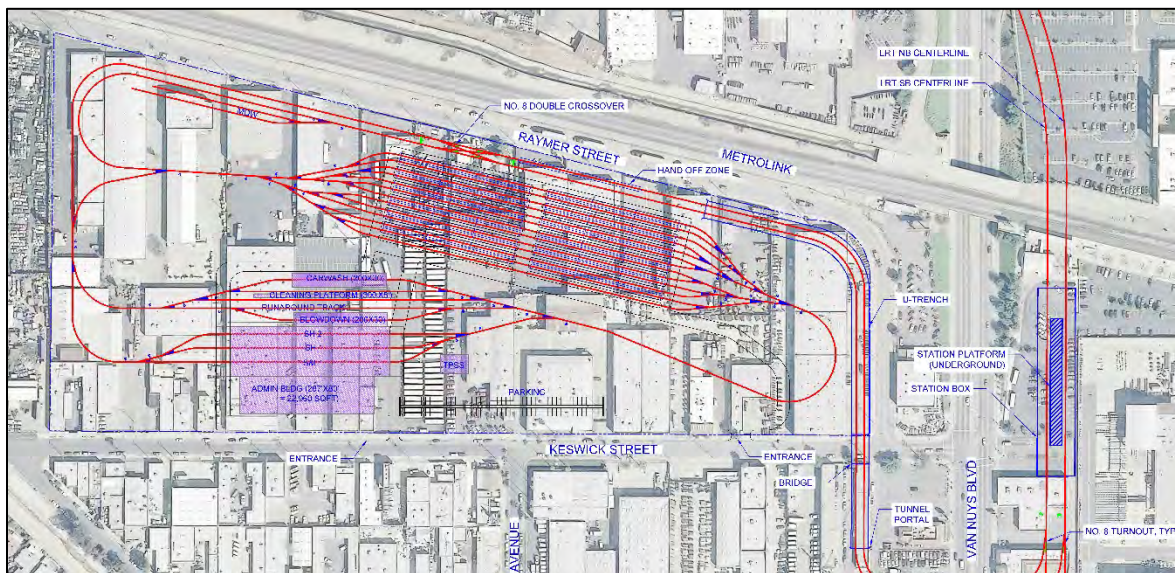 LRT NB CENTERLINE
LRT SB CENTERLINE
NO. 8 DOUBLE CROSSOVER
MOW
RAYMER STREET
METROLINK
HAND OFF ZONE
CARWASH
CLEANING PLATFORM
RUNAROUND TRACK
BLOWDOWN
U-TRENCH
STATION PLATFORM
(UNDERGROUND)
STATION BOX
TPSS
ADMIN BLDG
PARKING
ENTRANCE
KESWICK STREET
ENTRANCE
BRIDGE
TUNNEL
PORTAL
AVENUE
VAN NUYS BLVD
NO. 8 TURNOUT, TYP